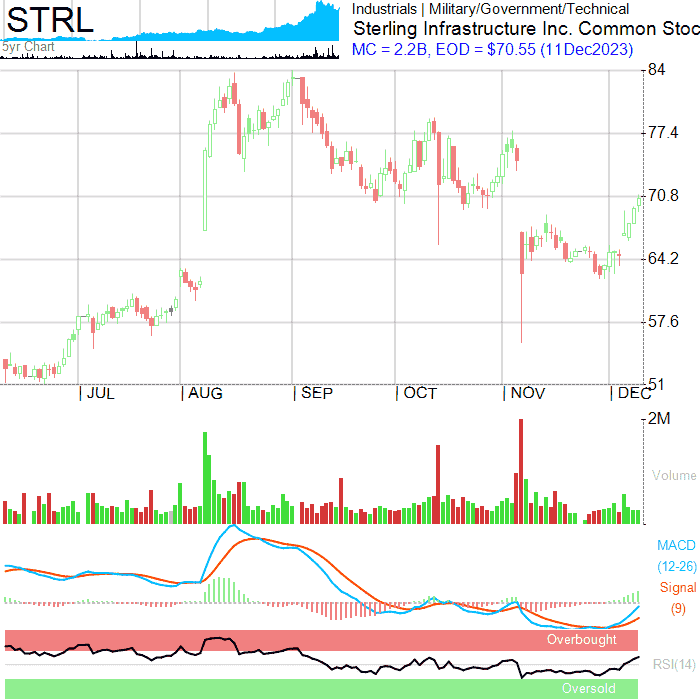 STRL
5yr Chart
Industrials | Military/Government/Technical
Sterling Infrastructure Inc. Common Stoc
MC = 2.2B, EOD = $70.55 (11Dec2023)
84
77.4
70.8
64.2
57.6
51
JUL AUG SEP OCT NOV DEC
2M
Volume
MACD
(12-26)
Signal
(9)
Overbought
RSI(14)
Oversold